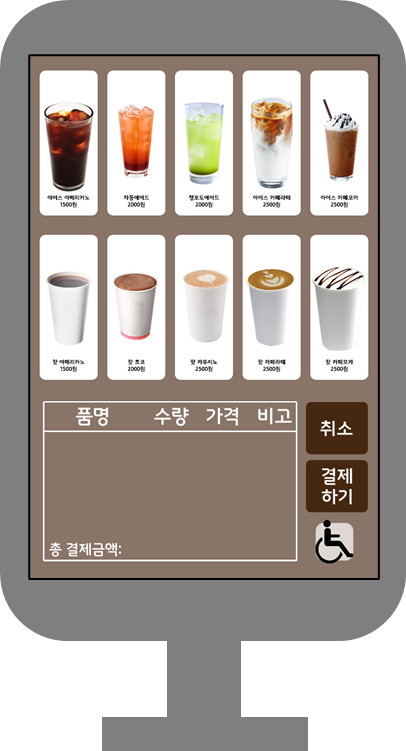 아이스 아메리카노
1500원
자몽에이드
2000원
청포도에이드
2000원
아이스 카페라떼
2500원
아이스 카페모카
2500원
핫 아메리카노
1500원
핫 초코
2000원
핫 카푸치노
2500원
핫 카페라떼
2500원
핫 카페모카
2500원
품명 수량 가격 비고
총 결제금액:
취소
결제
하기